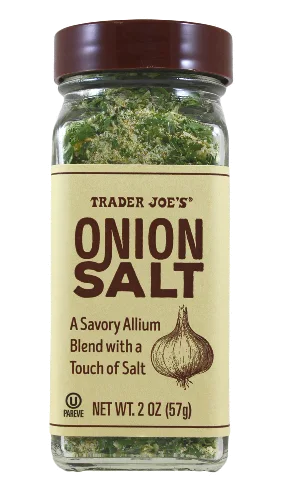 TRADER JOE'S®
ONION
SALT
A Savory Allium
Blend with a
Touch of Salt
U
PAREVE
NET WT. 2 OZ (57g)